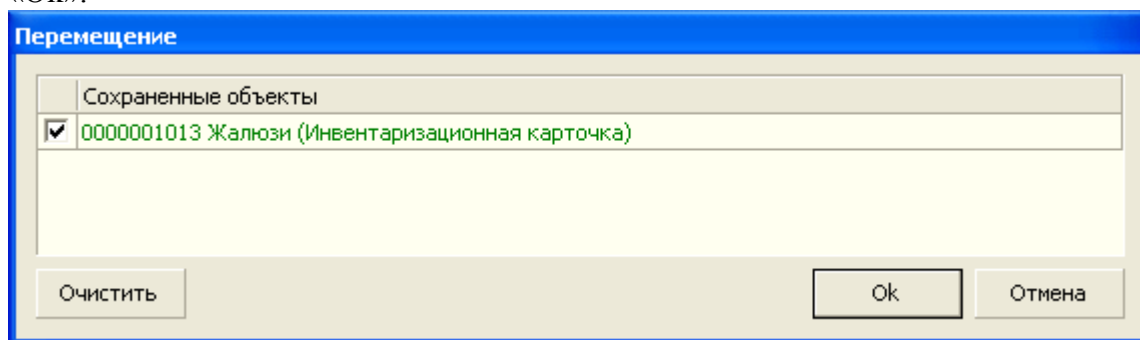 «Ok».
Перемещение
Сохраненные объекты
0000001013 Жалюзи (Инвентаризационная карточка)
Очистить Ok Отмена